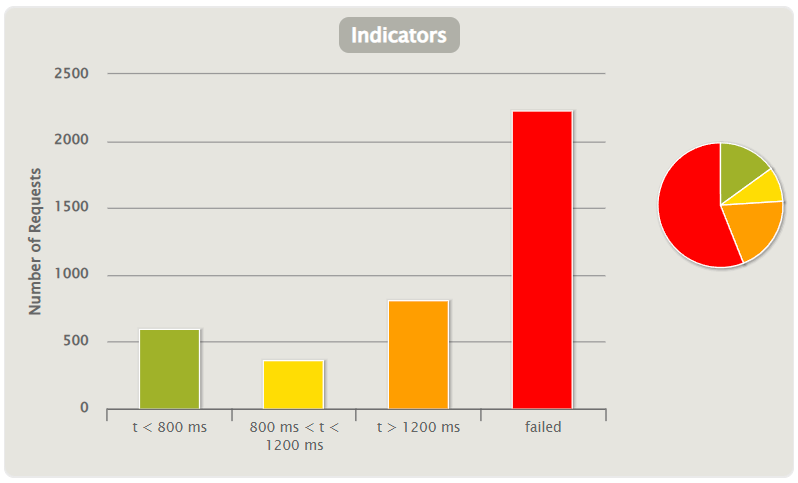 Indicators
2500
2000
1500
1000
500
0
Number of Requests
t < 800 ms
800 ms < t <
1200 ms
t > 1200 ms
failed